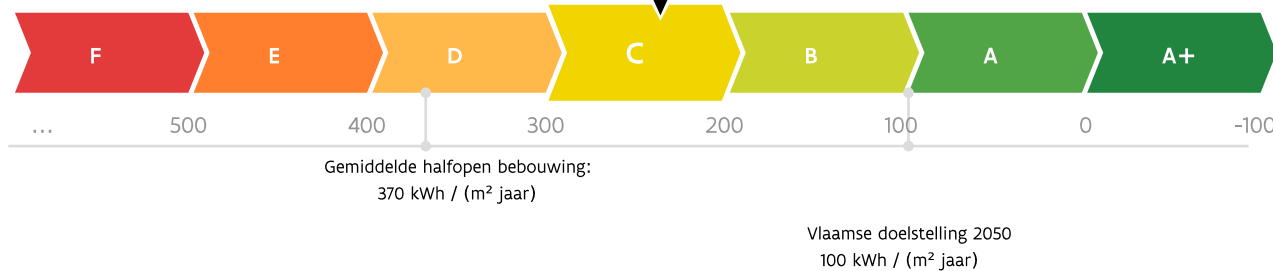 F E D C B A A+
... 500 400 300 200 100 0 -100
Gemiddelde halfopen bebouwing:
370 kWh / (m² jaar)
Vlaamse doelstelling 2050
100 kWh / (m² jaar)